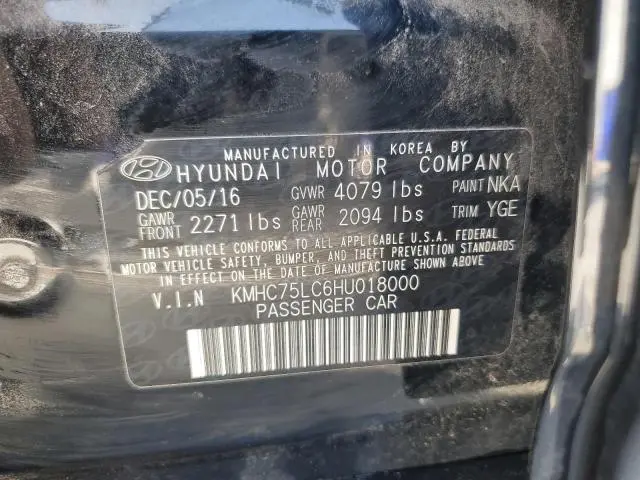 MANUFACTURED IN KOREA BY
HYUNDAI MOTOR COMPANY
DEC/05/16 GVWR 4079 lbs PAINT NKA
GAWR FRONT 2271 lbs GAWR REAR 2094 lbs TRIM YGE
THIS VEHICLE CONFORMS TO ALL APPLICABLE U.S.A. FEDERAL
MOTOR VEHICLE SAFETY, BUMPER, AND THEFT PREVENTION STANDARDS
IN EFFECT ON THE DATE OF MANUFACTURE SHOWN ABOVE.
V.I.N KMHC75LC6HU018000
PASSENGER CAR